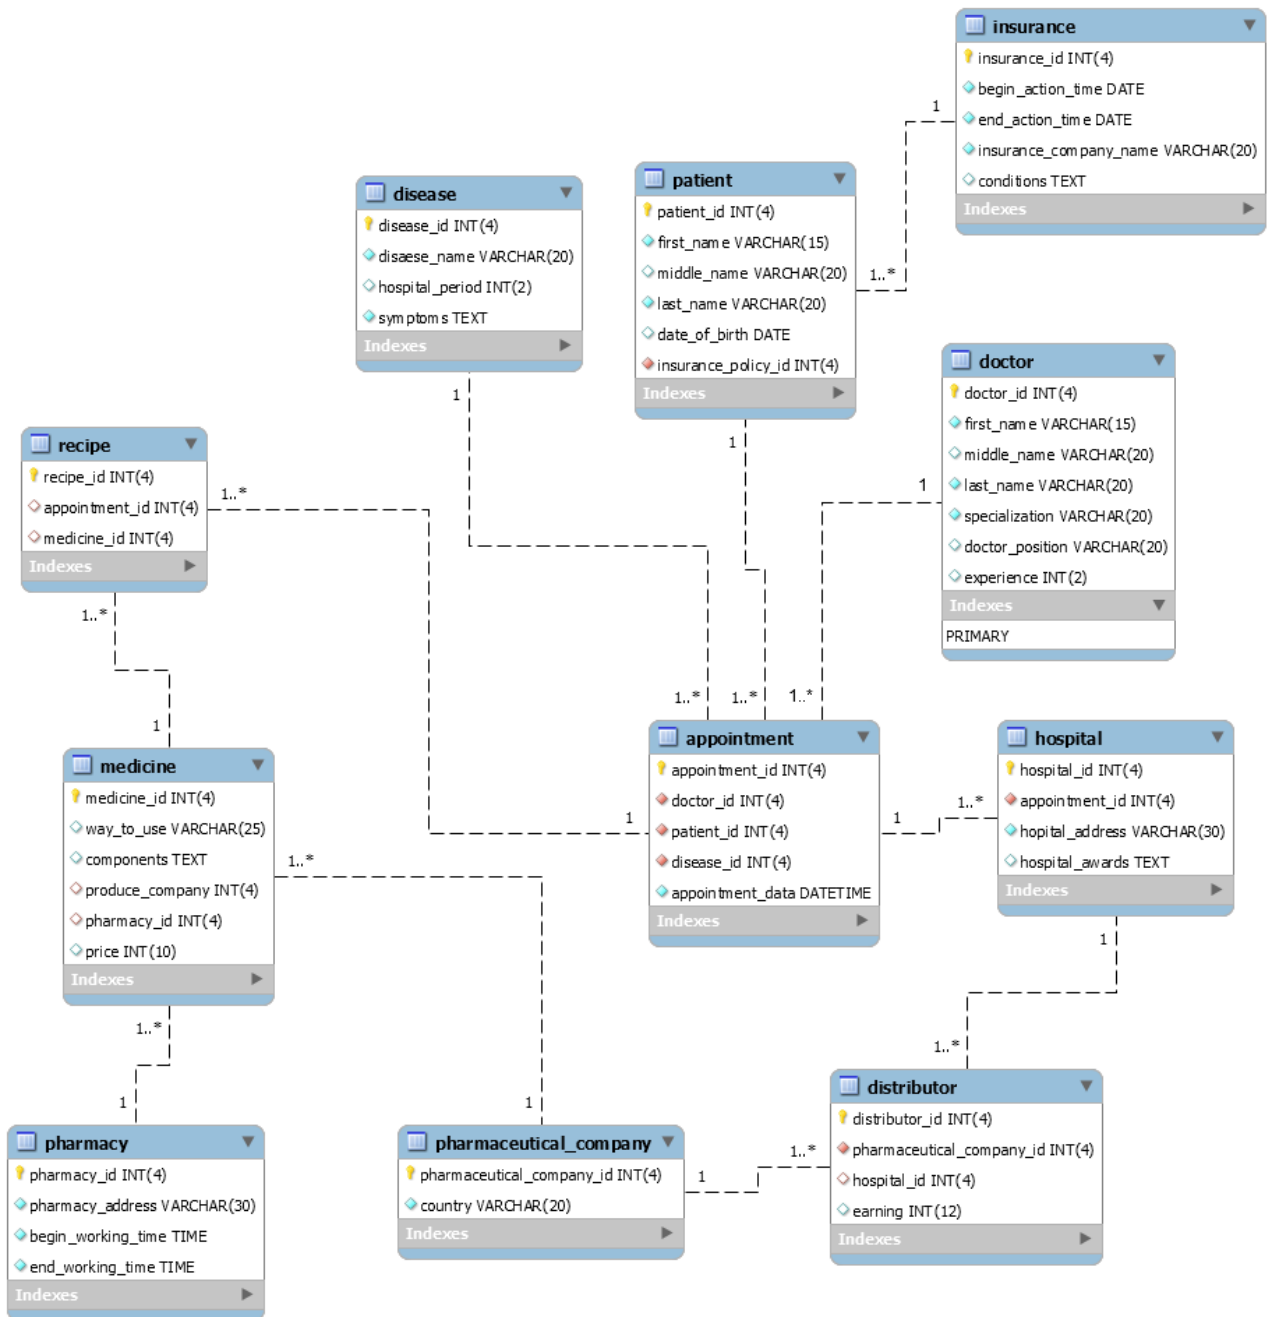 insurance
insurance_id INT(4)
begin_action_time DATE
end_action_time DATE
insurance_company_name VARCHAR(20)
conditions TEXT
Indexes
1
1..*
patient
patient_id INT(4)
first_name VARCHAR(15)
middle_name VARCHAR(20)
last_name VARCHAR(20)
date_of_birth DATE
insurance_policy_id INT(4)
Indexes
1
disease
disease_id INT(4)
disaese_name VARCHAR(20)
hospital_period INT(2)
symptoms TEXT
Indexes
1
doctor
doctor_id INT(4)
first_name VARCHAR(15)
middle_name VARCHAR(20)
last_name VARCHAR(20)
specialization VARCHAR(20)
doctor_position VARCHAR(20)
experience INT(2)
Indexes
PRIMARY
1
recipe
recipe_id INT(4)
appointment_id INT(4)
medicine_id INT(4)
Indexes
1..*
1..*
1
1..*
1..*
1..*
medicine
medicine_id INT(4)
way_to_use VARCHAR(25)
components TEXT
produce_company INT(4)
pharmacy_id INT(4)
price INT(10)
Indexes
1..*
1..*
1
appointment
appointment_id INT(4)
doctor_id INT(4)
patient_id INT(4)
disease_id INT(4)
appointment_data DATETIME
Indexes
1
1..*
hospital
hospital_id INT(4)
appointment_id INT(4)
hopital_address VARCHAR(30)
hospital_awards TEXT
Indexes
1
1..*
1
1
pharmacy
pharmacy_id INT(4)
pharmacy_address VARCHAR(30)
begin_working_time TIME
end_working_time TIME
Indexes
pharmaceutical_company
pharmaceutical_company_id INT(4)
country VARCHAR(20)
Indexes
1
1..*
distributor
distributor_id INT(4)
pharmaceutical_company_id INT(4)
hospital_id INT(4)
earning INT(12)
Indexes